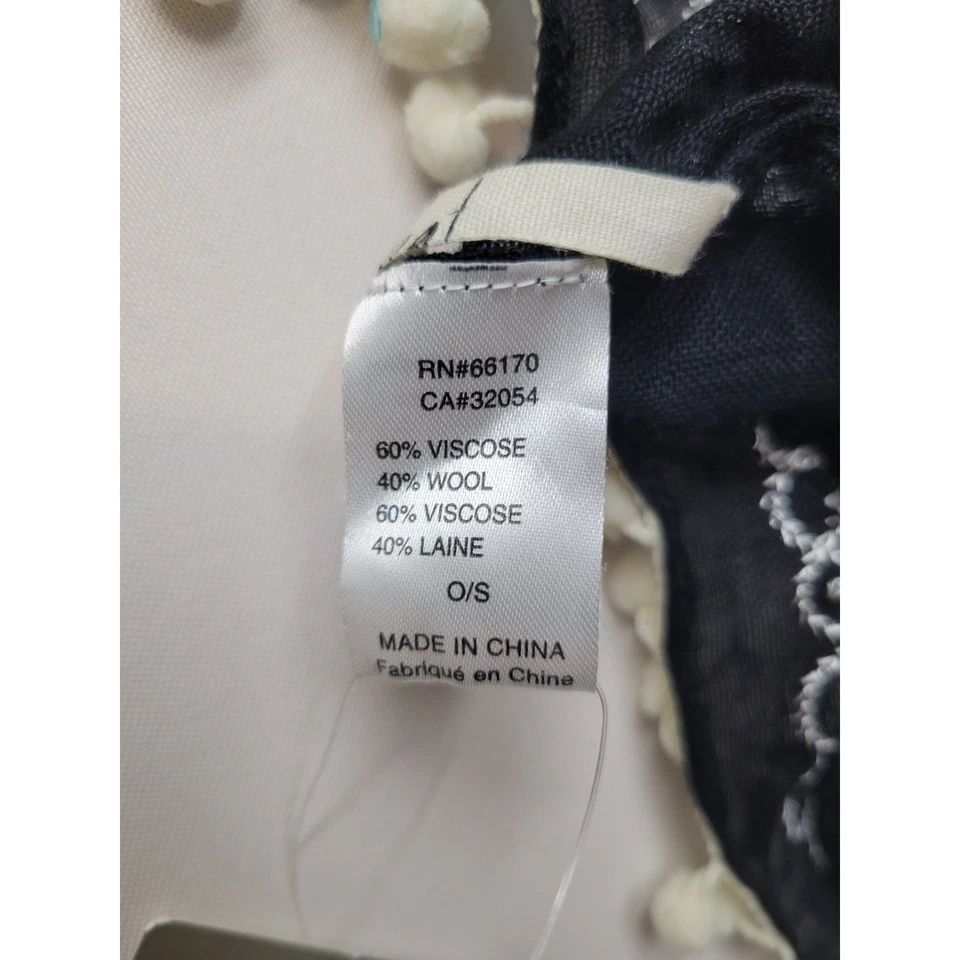 RN#66170
CA#32054
60% VISCOSE
40% WOOL
60% VISCOSE
40% LAINE
O/S
MADE IN CHINA
Fabriqué en Chine